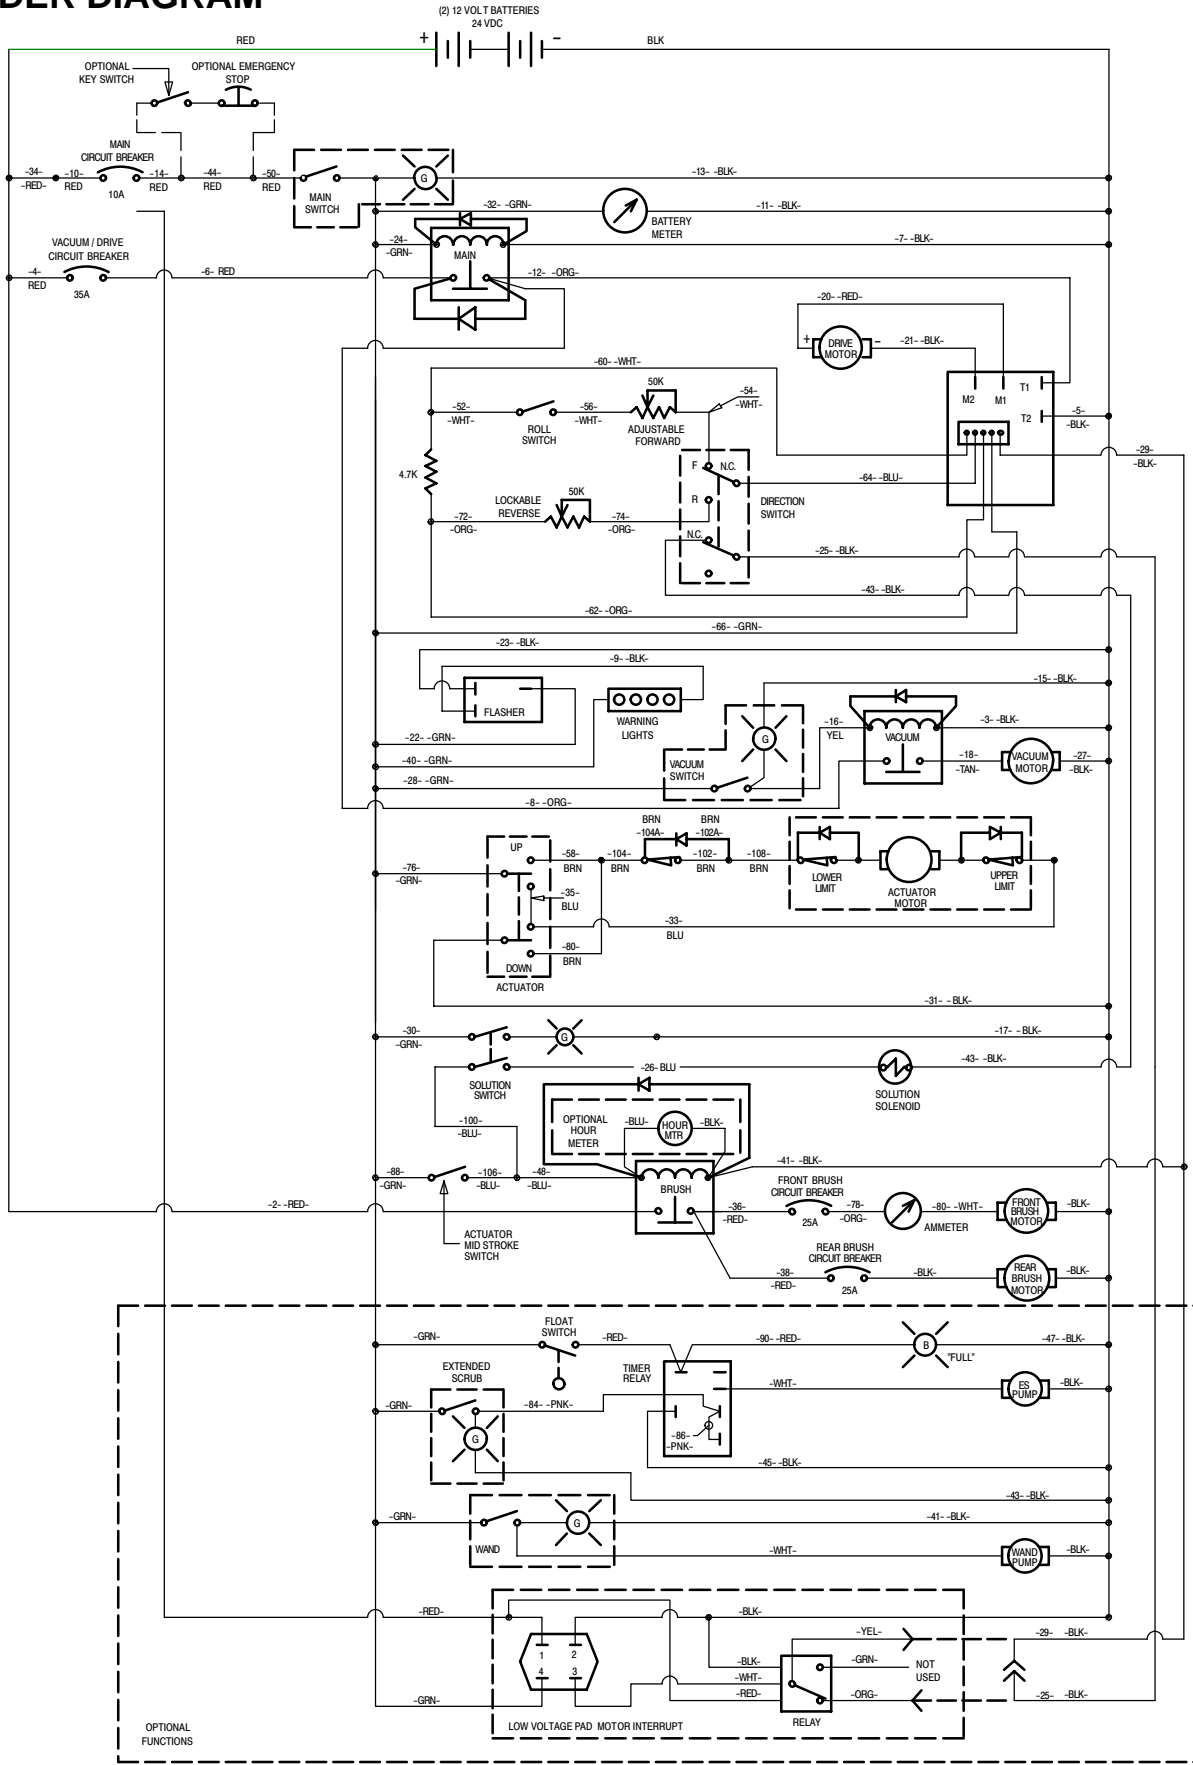 DER DIAGRAM
(2) 12 VOLT BATTERIES
24 VDC
+
–
RED
BLK
OPTIONAL
KEY SWITCH
OPTIONAL EMERGENCY
STOP
MAIN
CIRCUIT BREAKER
10A
-34-
-RED-
-10-
RED
-14-
RED
-44-
RED
-50-
RED
MAIN
SWITCH
G
-13- -BLK-
-32- -GRN-
BATTERY
METER
-11- -BLK-
-24-
-GRN-
MAIN
-7- -BLK-
VACUUM / DRIVE
CIRCUIT BREAKER
35A
-4-
RED
-6- RED
-12- -ORG-
-20- -RED-
+
DRIVE
MOTOR
–
-21- -BLK-
-60- -WHT-
M2
M1
T1
T2
-5-
-BLK-
-29-
-BLK-
-52-
-WHT-
ROLL
SWITCH
-56-
-WHT-
50K
ADJUSTABLE
FORWARD
-54-
-WHT-
4.7K
F
N.C.
-64- -BLU-
R
DIRECTION
SWITCH
LOCKABLE
REVERSE
50K
-72-
-ORG-
-74-
-ORG-
N.C.
-25- -BLK-
-43- -BLK-
-62- -ORG-
-66- -GRN-
-23- -BLK-
-9- -BLK-
FLASHER
WARNING
LIGHTS
-22- -GRN-
-40- -GRN-
-28- -GRN-
-15- -BLK-
G
VACUUM
SWITCH
-16-
YEL
VACUUM
-3- -BLK-
-18-
-TAN-
VACUUM
MOTOR
-27-
-BLK-
-8- -ORG-
UP
-76-
-GRN-
-58-
BRN
-104-
BRN
BRN
-104A-
BRN
-102A-
-102-
BRN
-108-
BRN
LOWER
LIMIT
ACTUATOR
MOTOR
UPPER
LIMIT
-35-
BLU
-33-
BLU
-80-
BRN
DOWN
ACTUATOR
-31- -BLK-
-30-
-GRN-
G
-17- -BLK-
SOLUTION
SWITCH
-26- BLU
SOLUTION
SOLENOID
-43- -BLK-
-100-
-BLU-
OPTIONAL
HOUR
METER
-BLU-
HOUR
MTR
-BLK-
-41- -BLK-
-88-
-GRN-
-106-
-BLU-
-48-
-BLU-
BRUSH
-2- -RED-
-36-
-RED-
FRONT BRUSH
CIRCUIT BREAKER
25A
-78-
-ORG-
AMMETER
-80- -WHT-
FRONT
BRUSH
MOTOR
-BLK-
ACTUATOR
MID STROKE
SWITCH
-38-
-RED-
REAR BRUSH
CIRCUIT BREAKER
25A
-BLK-
REAR
BRUSH
MOTOR
-BLK-
-GRN-
FLOAT
SWITCH
-RED-
TIMER
RELAY
-90- -RED-
B
"FULL"
-47- -BLK-
EXTENDED
SCRUB
-WHT-
ES
PUMP
-BLK-
-GRN-
-84- -PNK-
G
-86-
-PNK-
-45- -BLK-
-43- -BLK-
-GRN-
WAND
G
-41- -BLK-
-WHT-
WAND
PUMP
-BLK-
-RED-
-BLK-
1
2
4
3
-YEL-
-29- -BLK-
-BLK-
-WHT-
-RED-
-GRN-
NOT
USED
-ORG-
-25- -BLK-
-GRN-
RELAY
LOW VOLTAGE PAD MOTOR INTERRUPT
OPTIONAL
FUNCTIONS